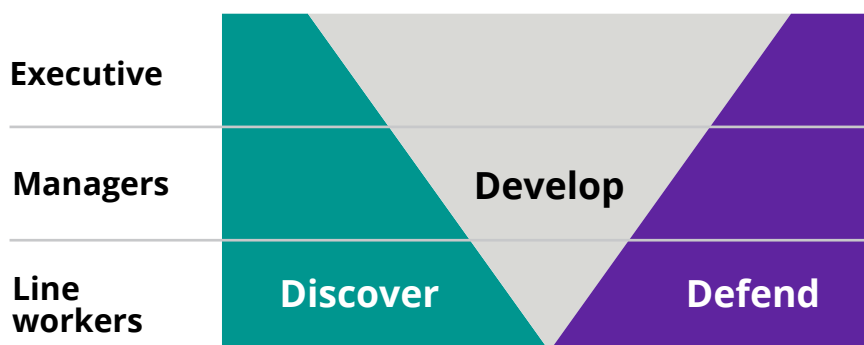 Executive
Managers
Develop
Line
workers
Discover
Defend